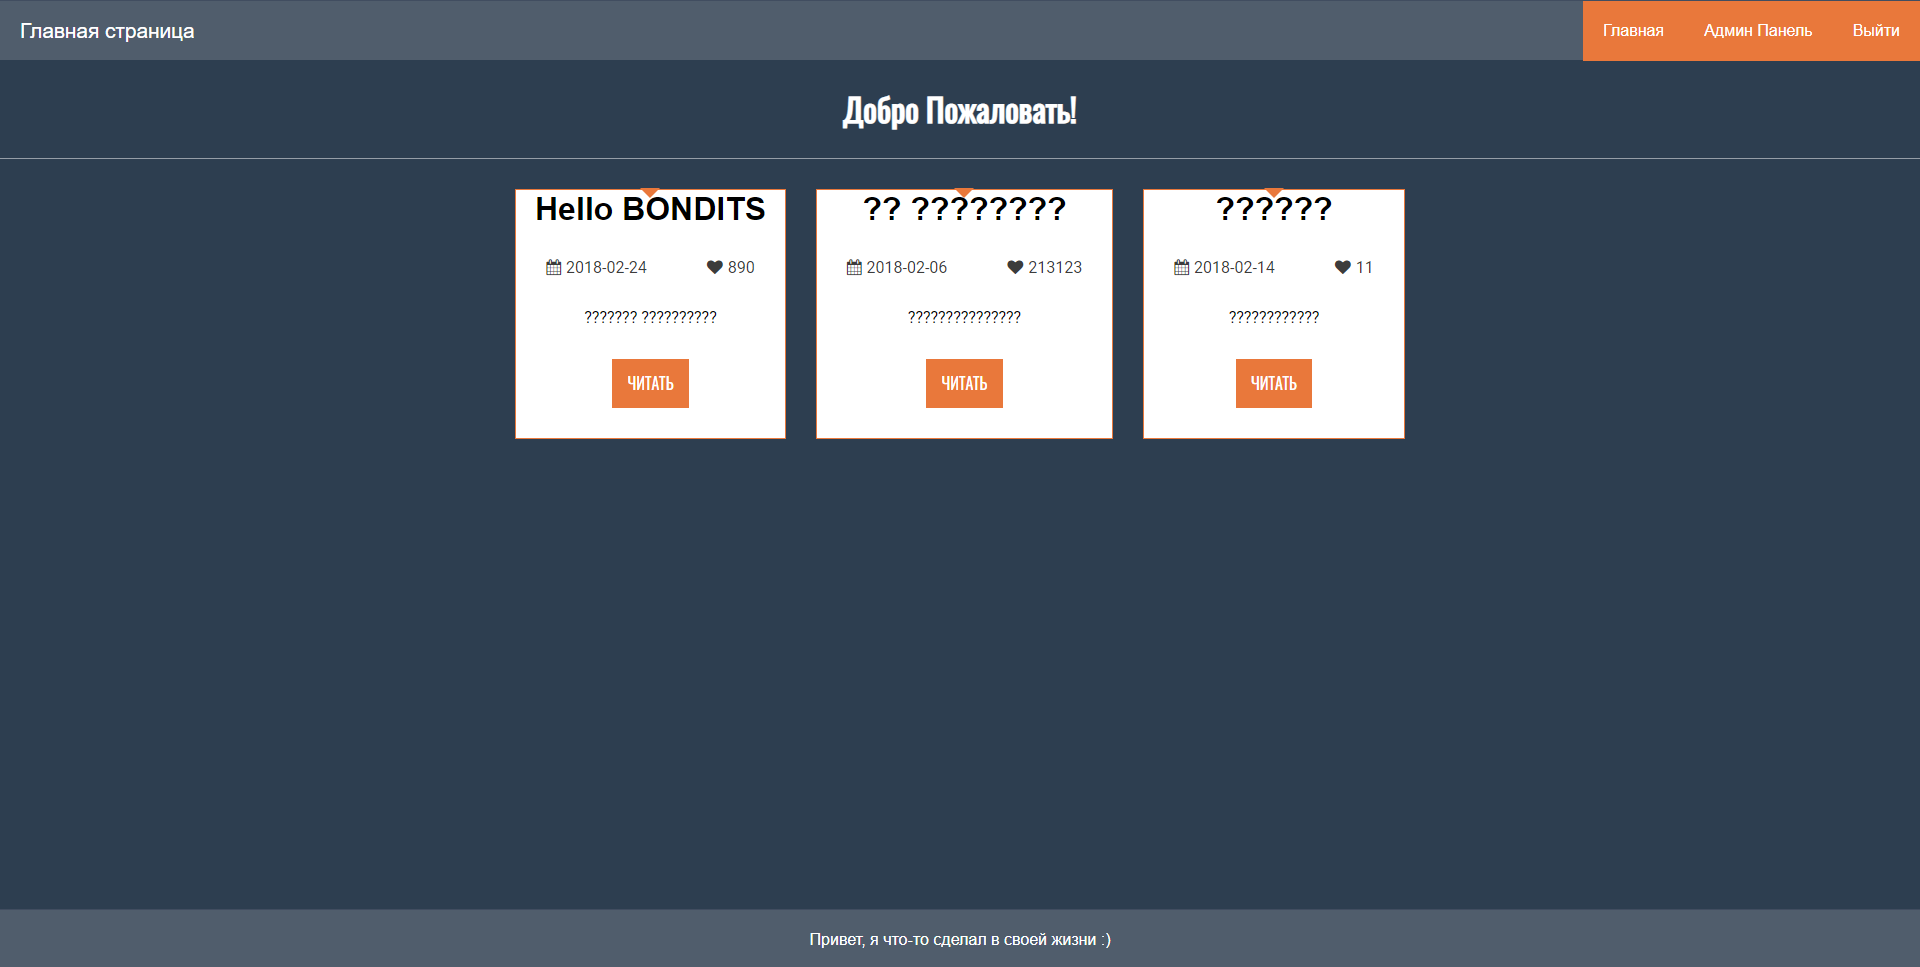 Главная страница
Главная Админ Панель Выйти
Добро Пожаловать!
Hello BONDITS
2018-02-24 890
??????? ??????????
ЧИТАТЬ
?? ????????
2018-02-06 213123
???????????????
ЧИТАТЬ
??????
2018-02-14 11
????????????
ЧИТАТЬ
Привет, я что-то сделал в своей жизни :)